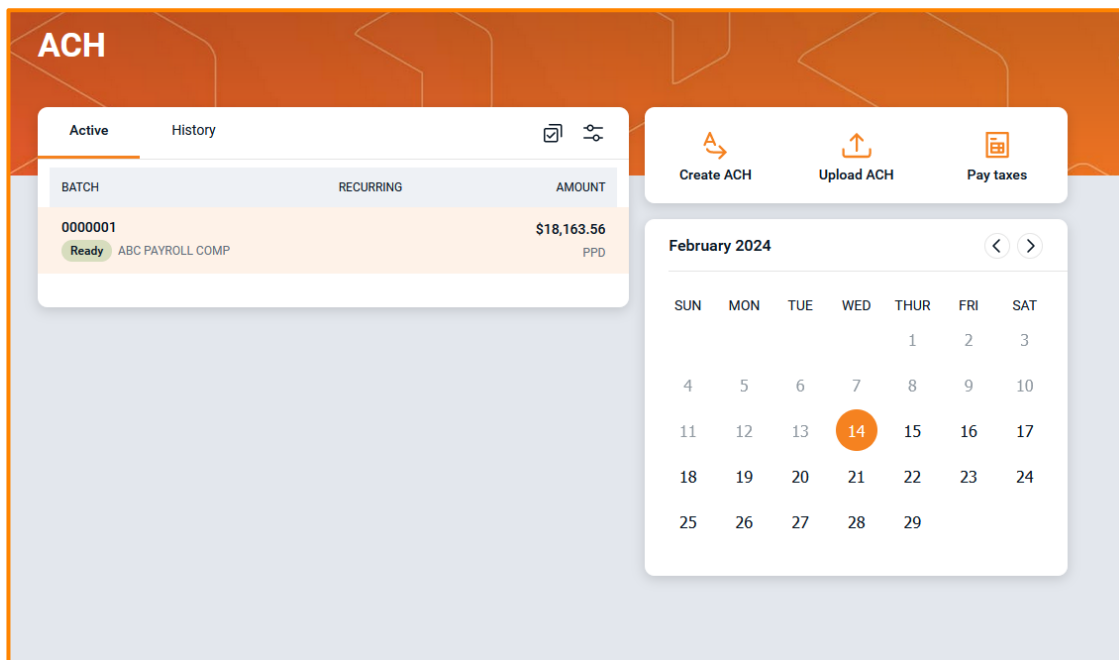 ACH
Active History
BATCH RECURRING AMOUNT
0000001 $18,163.56
Ready ABC PAYROLL COMP PPD
Create ACH Upload ACH Pay taxes
February 2024
SUN MON TUE WED THUR FRI SAT
1 2 3
4 5 6 7 8 9 10
11 12 13 14 15 16 17
18 19 20 21 22 23 24
25 26 27 28 29